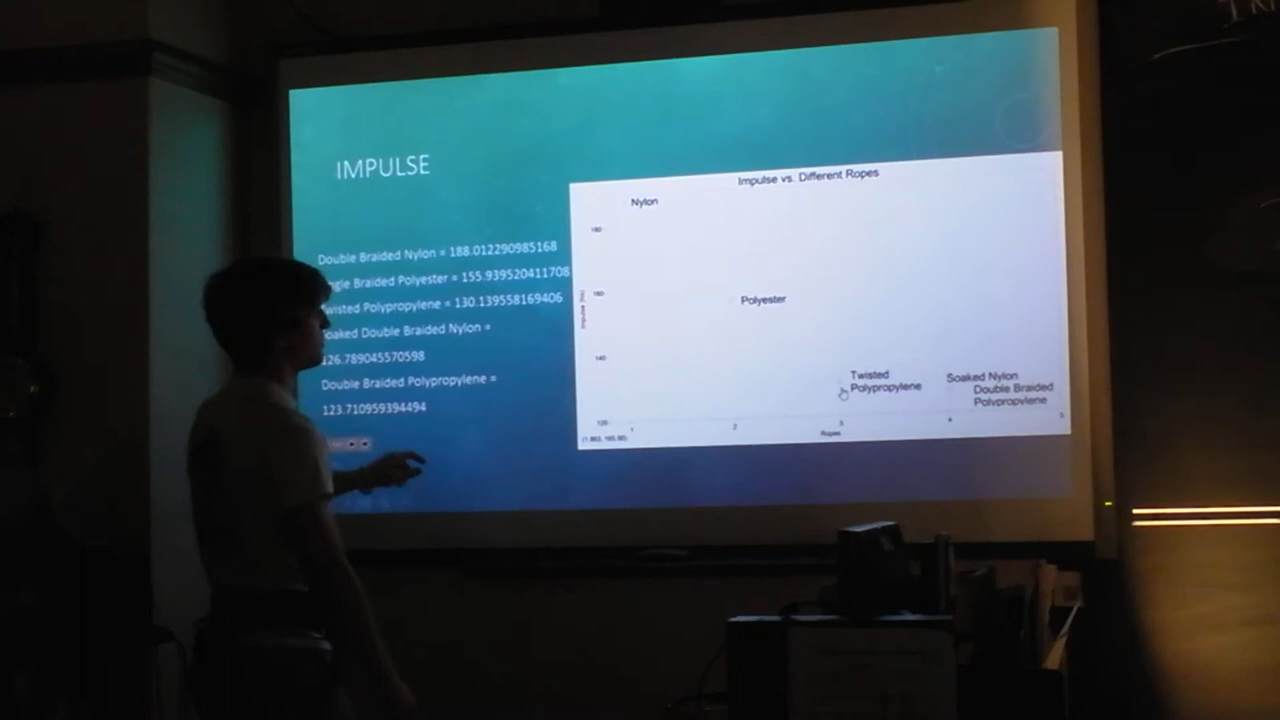 IMPULSE
Double Braided Nylon = 188.012290985168
Braided Polyester = 155.939520411708
Twisted Polypropylene = 130.139558169406
Soaked Double Braided Nylon =
126.789045570598
Double Braided Polypropylene =
123.710959394494
Impulse vs. Different Ropes
Nylon
180
Impulse (Ns)
160
Polyester
140
Twisted
Polypropylene
Soaked Nylon
Double Braided
Polypropylene
120
1 2 3 4 5
Ropes